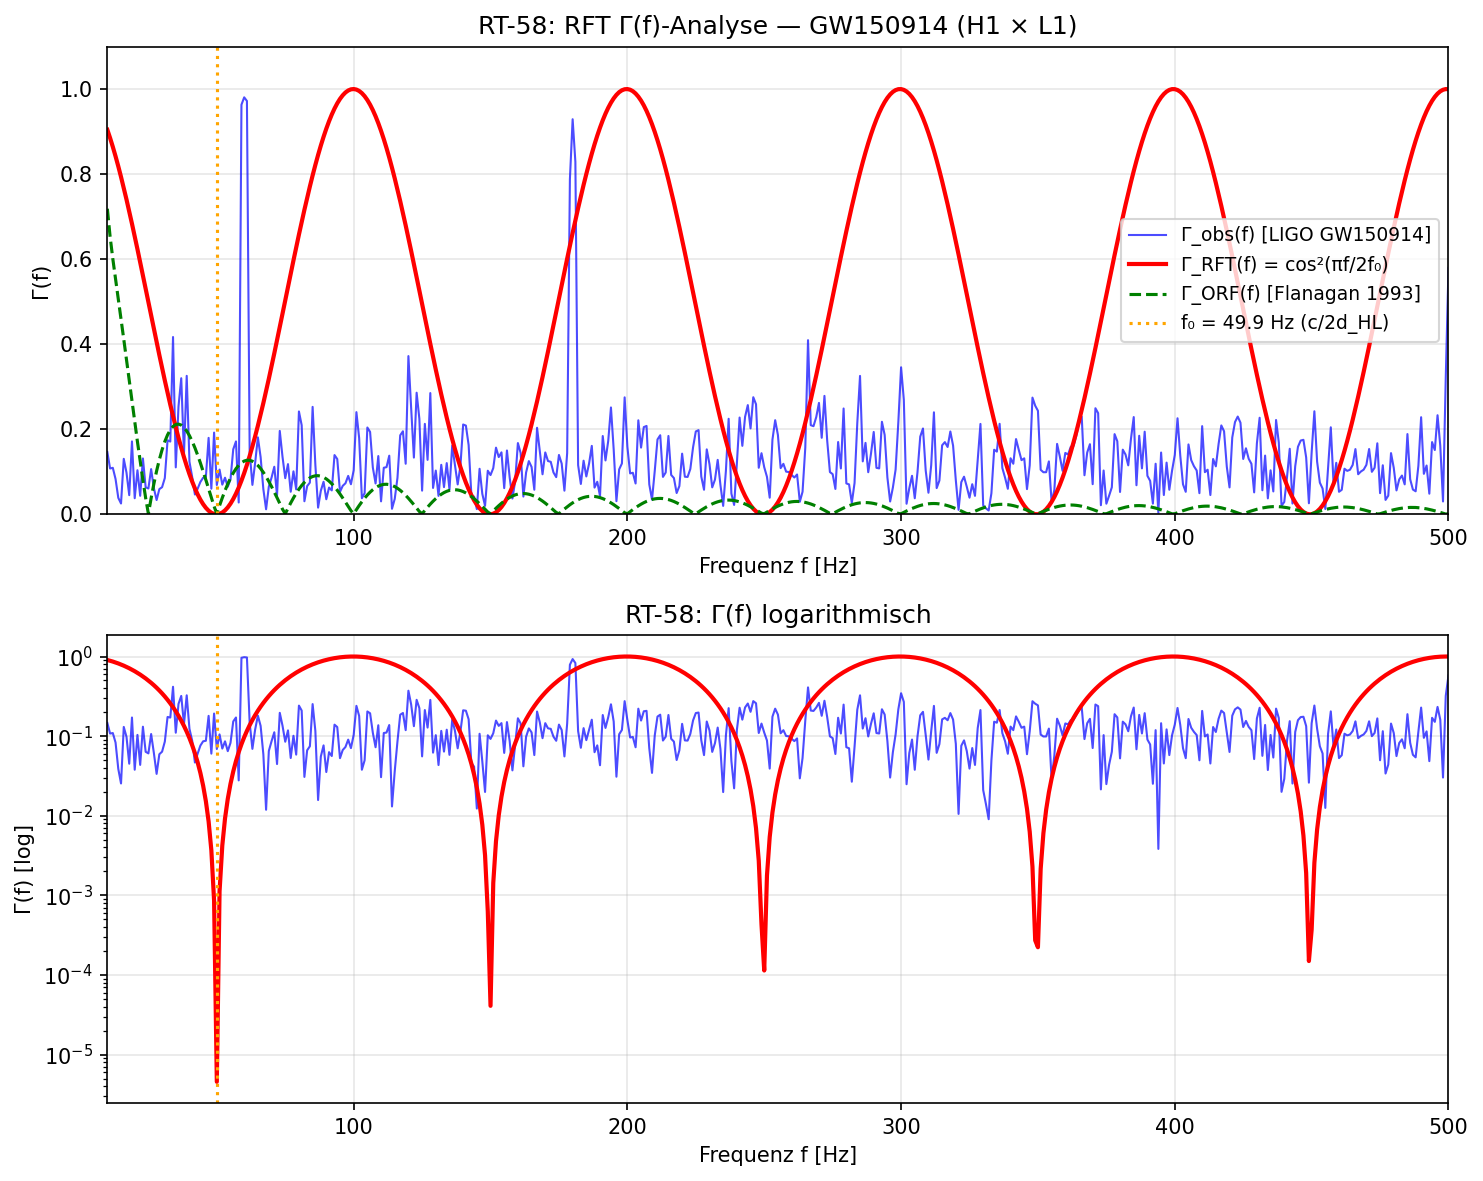 RT-58: RFT Γ(f)-Analyse — GW150914 (H1 × L1)
1.0
0.8
0.6
0.4
0.2
0.0
Γ(f)
Γ_obs(f) [LIGO GW150914]
Γ_RFT(f) = cos²(πf/2f₀)
Γ_ORF(f) [Flanagan 1993]
f₀ = 49.9 Hz (c/2d_HL)
100 200 300 400 500
Frequenz f [Hz]
RT-58: Γ(f) logarithmisch
10⁰
10⁻¹
10⁻²
10⁻³
10⁻⁴
10⁻⁵
Γ(f) [log]
100 200 300 400 500
Frequenz f [Hz]